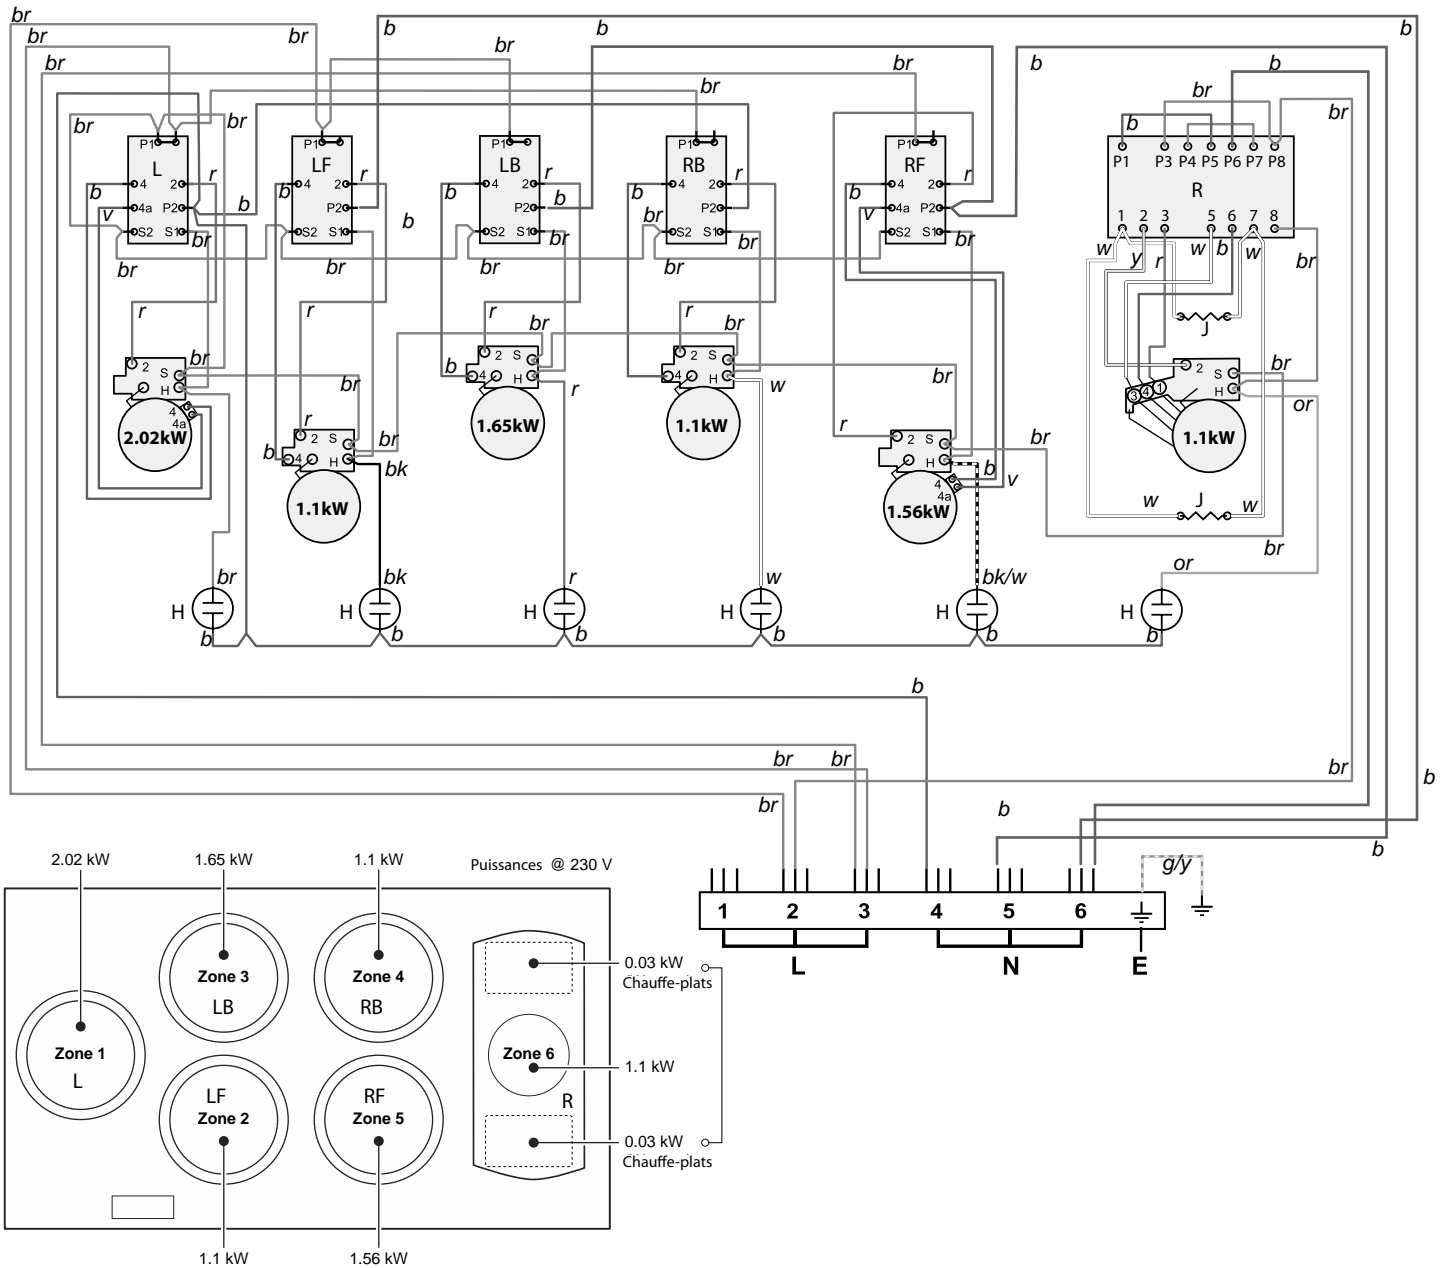 br br b b b
br br b b
br br b
br br br
br br b
P1 L P1 LF P1 LB P1 RB P1 RF
P1 P3 P4 P5 P6 P7 P8
R
4 2 r b 4 2 r b 4 2 r b 4 2 r b 4 2 r
b v 4a P2 b P2 b P2 b P2 v 4a P2
S2 S1 br S2 S1 S2 S1 br S2 S1 S2 S1 br
1 2 3 5 6 7 8
w y r w b w br
br br br br
r r r r J
br br
2 S H br br b 4 2 S H 4 2 S H w br
2 S H br
3 4 1 or
4 4a
2.02kW 1.65kW 1.1kW 1.1kW
r b 4 2 S H br bk
r 2 S H br b v
4 4a
1.1kW 1.56kW
w J w
br
br bk r w bk/w or
H H H H H H
b b b b b b
b
br br br b
br b
b
g/y
1 2 3 4 5 6
L N E
2.02 kW 1.65 kW 1.1 kW Puissances @ 230 V
Zone 3 LB
Zone 4 RB
0.03 kW
Chauffe-plats
Zone 1 L
Zone 6 R
1.1 kW
LF Zone 2
RF Zone 5
0.03 kW
Chauffe-plats
1.1 kW 1.56 kW